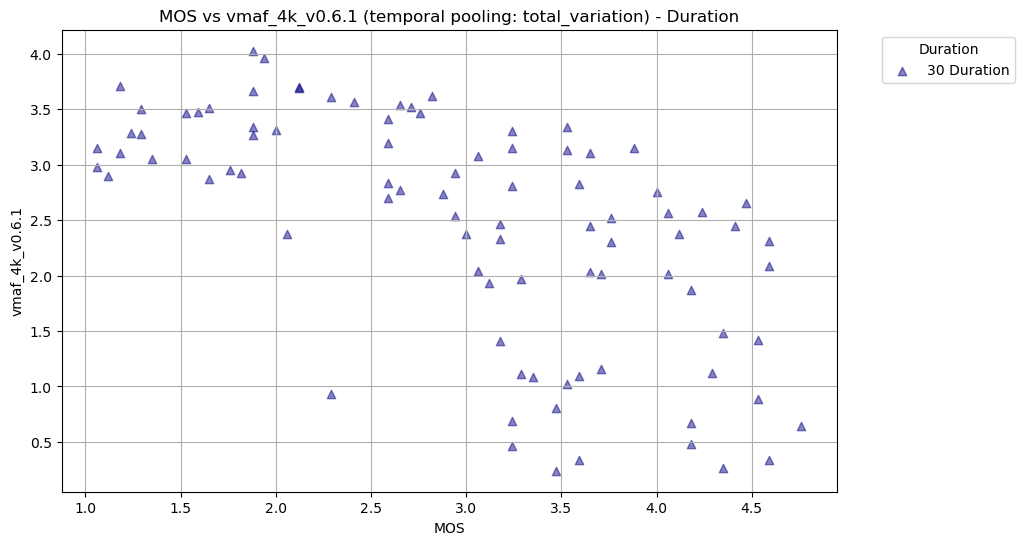 MOS vs vmaf_4k_v0.6.1 (temporal pooling: total_variation) - Duration
vmaf_4k_v0.6.1
4.0
3.5
3.0
2.5
2.0
1.5
1.0
0.5
1.0 1.5 2.0 2.5 3.0 3.5 4.0 4.5
MOS
Duration
30 Duration